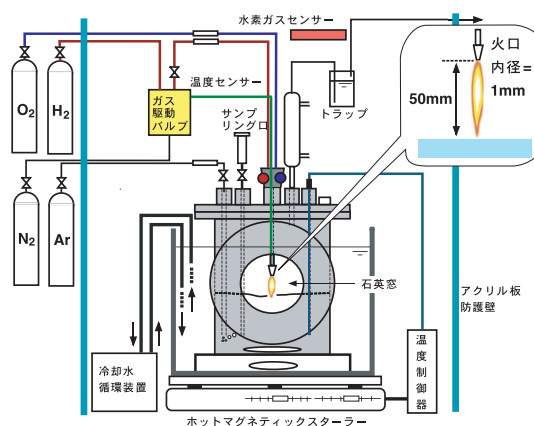 水素ガスセンサー
火口
内径=
1mm
50mm
温度センサー
トラップ
O2
H2
ガス
駆動
バルブ
サンプ
リング口
N2
Ar
石英窓
アクリル板
防護壁
冷却水
循環装置
温度制御器
ホットマグネティックスターラー